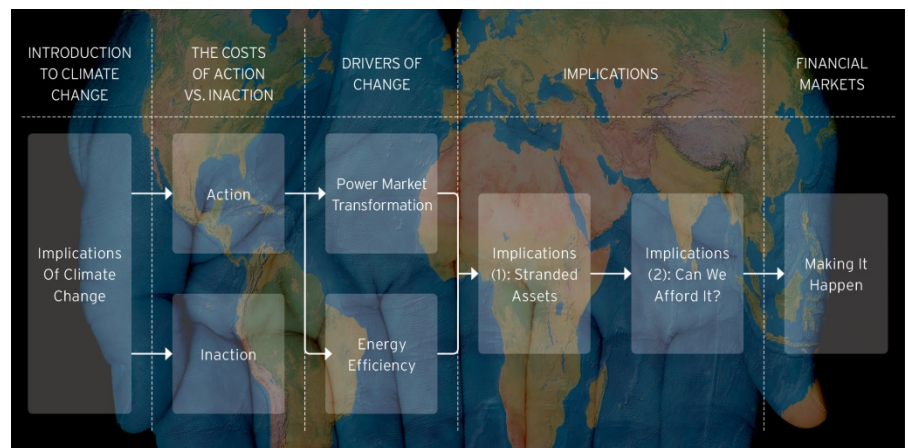 INTRODUCTION
TO CLIMATE
CHANGE
THE COSTS
OF ACTION
VS. INACTION
DRIVERS OF
CHANGE
IMPLICATIONS
FINANCIAL
MARKETS
Implications
Of Climate
Change
Action
Inaction
Power Market
Transformation
Energy
Efficiency
Implications
(1): Stranded
Assets
Implications
(2): Can We
Afford It?
Making It
Happen